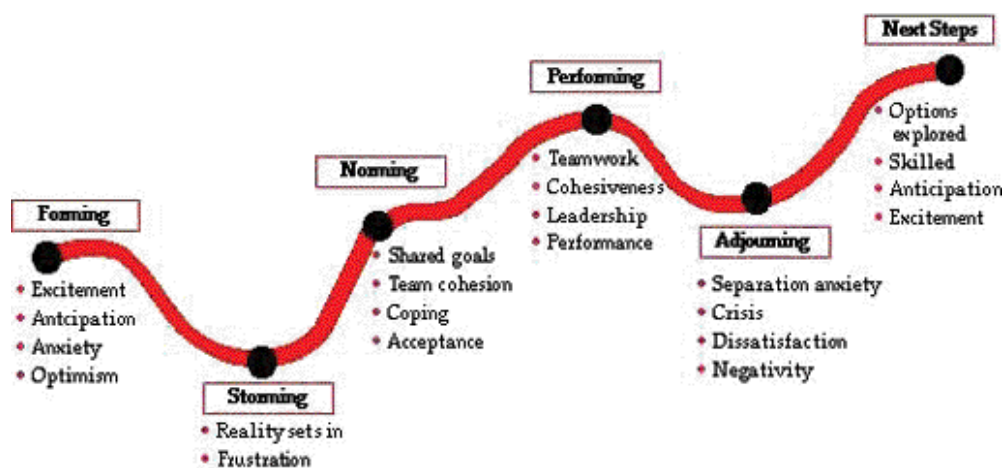 Forming
Excitement
Antcipation
Anxiety
Optimism
Storming
Reality sets in
Frustration
Norming
Shared goals
Team cohesion
Coping
Acceptance
Performing
Teamwork
Cohesiveness
Leadership
Performance
Adjourning
Separation anxiety
Crisis
Dissatisfaction
Negativity
Next Steps
Options
explored
Skilled
Anticipation
Excitement